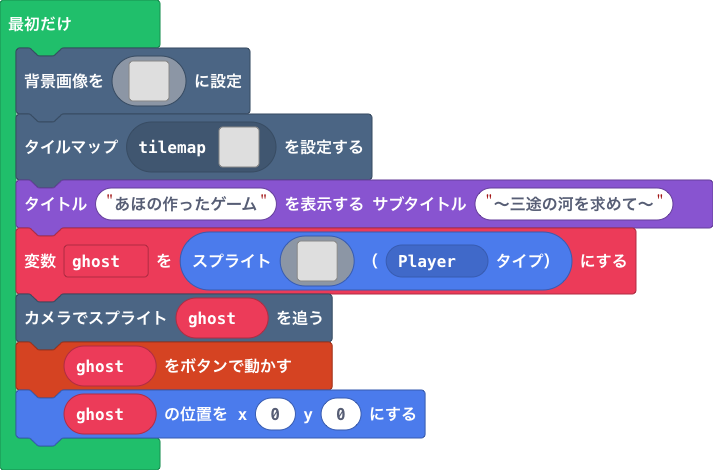 最初だけ
背景画像を に設定
タイルマップ tilemap を設定する
タイトル "あほの作ったゲーム" を表示する サブタイトル "〜三途の河を求めて〜"
変数 ghost を スプライト ( Player タイプ) にする
カメラでスプライト ghost を追う
ghost をボタンで動かす
ghost の位置を x 0 y 0 にする